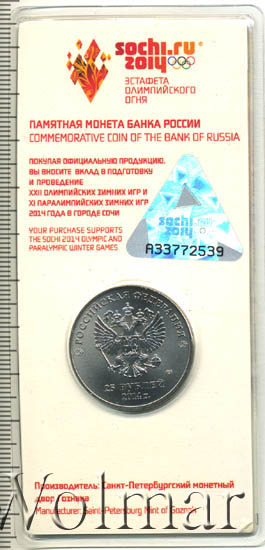 sochi.ru
2014
ЭСТАФЕТА
ОЛИМПИЙСКОГО
ОГНЯ
ПАМЯТНАЯ МОНЕТА БАНКА РОССИИ
COMMEMORATIVE COIN OF THE BANK OF RUSSIA
ПОКУПАЯ ОФИЦИАЛЬНУЮ ПРОДУКЦИЮ,
ВЫ ВНОСИТЕ ВКЛАД В ПОДГОТОВКУ
И ПРОВЕДЕНИЕ
XXII ОЛИМПИЙСКИХ ЗИМНИХ ИГР И
XI ПАРАЛИМПИЙСКИХ ЗИМНИХ ИГР
2014 ГОДА В ГОРОДЕ СОЧИ
YOUR PURCHASE SUPPORTS
THE SOCHI 2014 OLYMPIC AND
PARALYMPIC WINTER GAMES
sochi
2014
A33772539
РОССИЙСКАЯ ФЕДЕРАЦИЯ
25 РУБЛЕЙ
Производитель: Санкт-Петербургский монетный
двор Гознака
Manufacturer: Saint-Petersburg Mint of Goznak
Wolmar